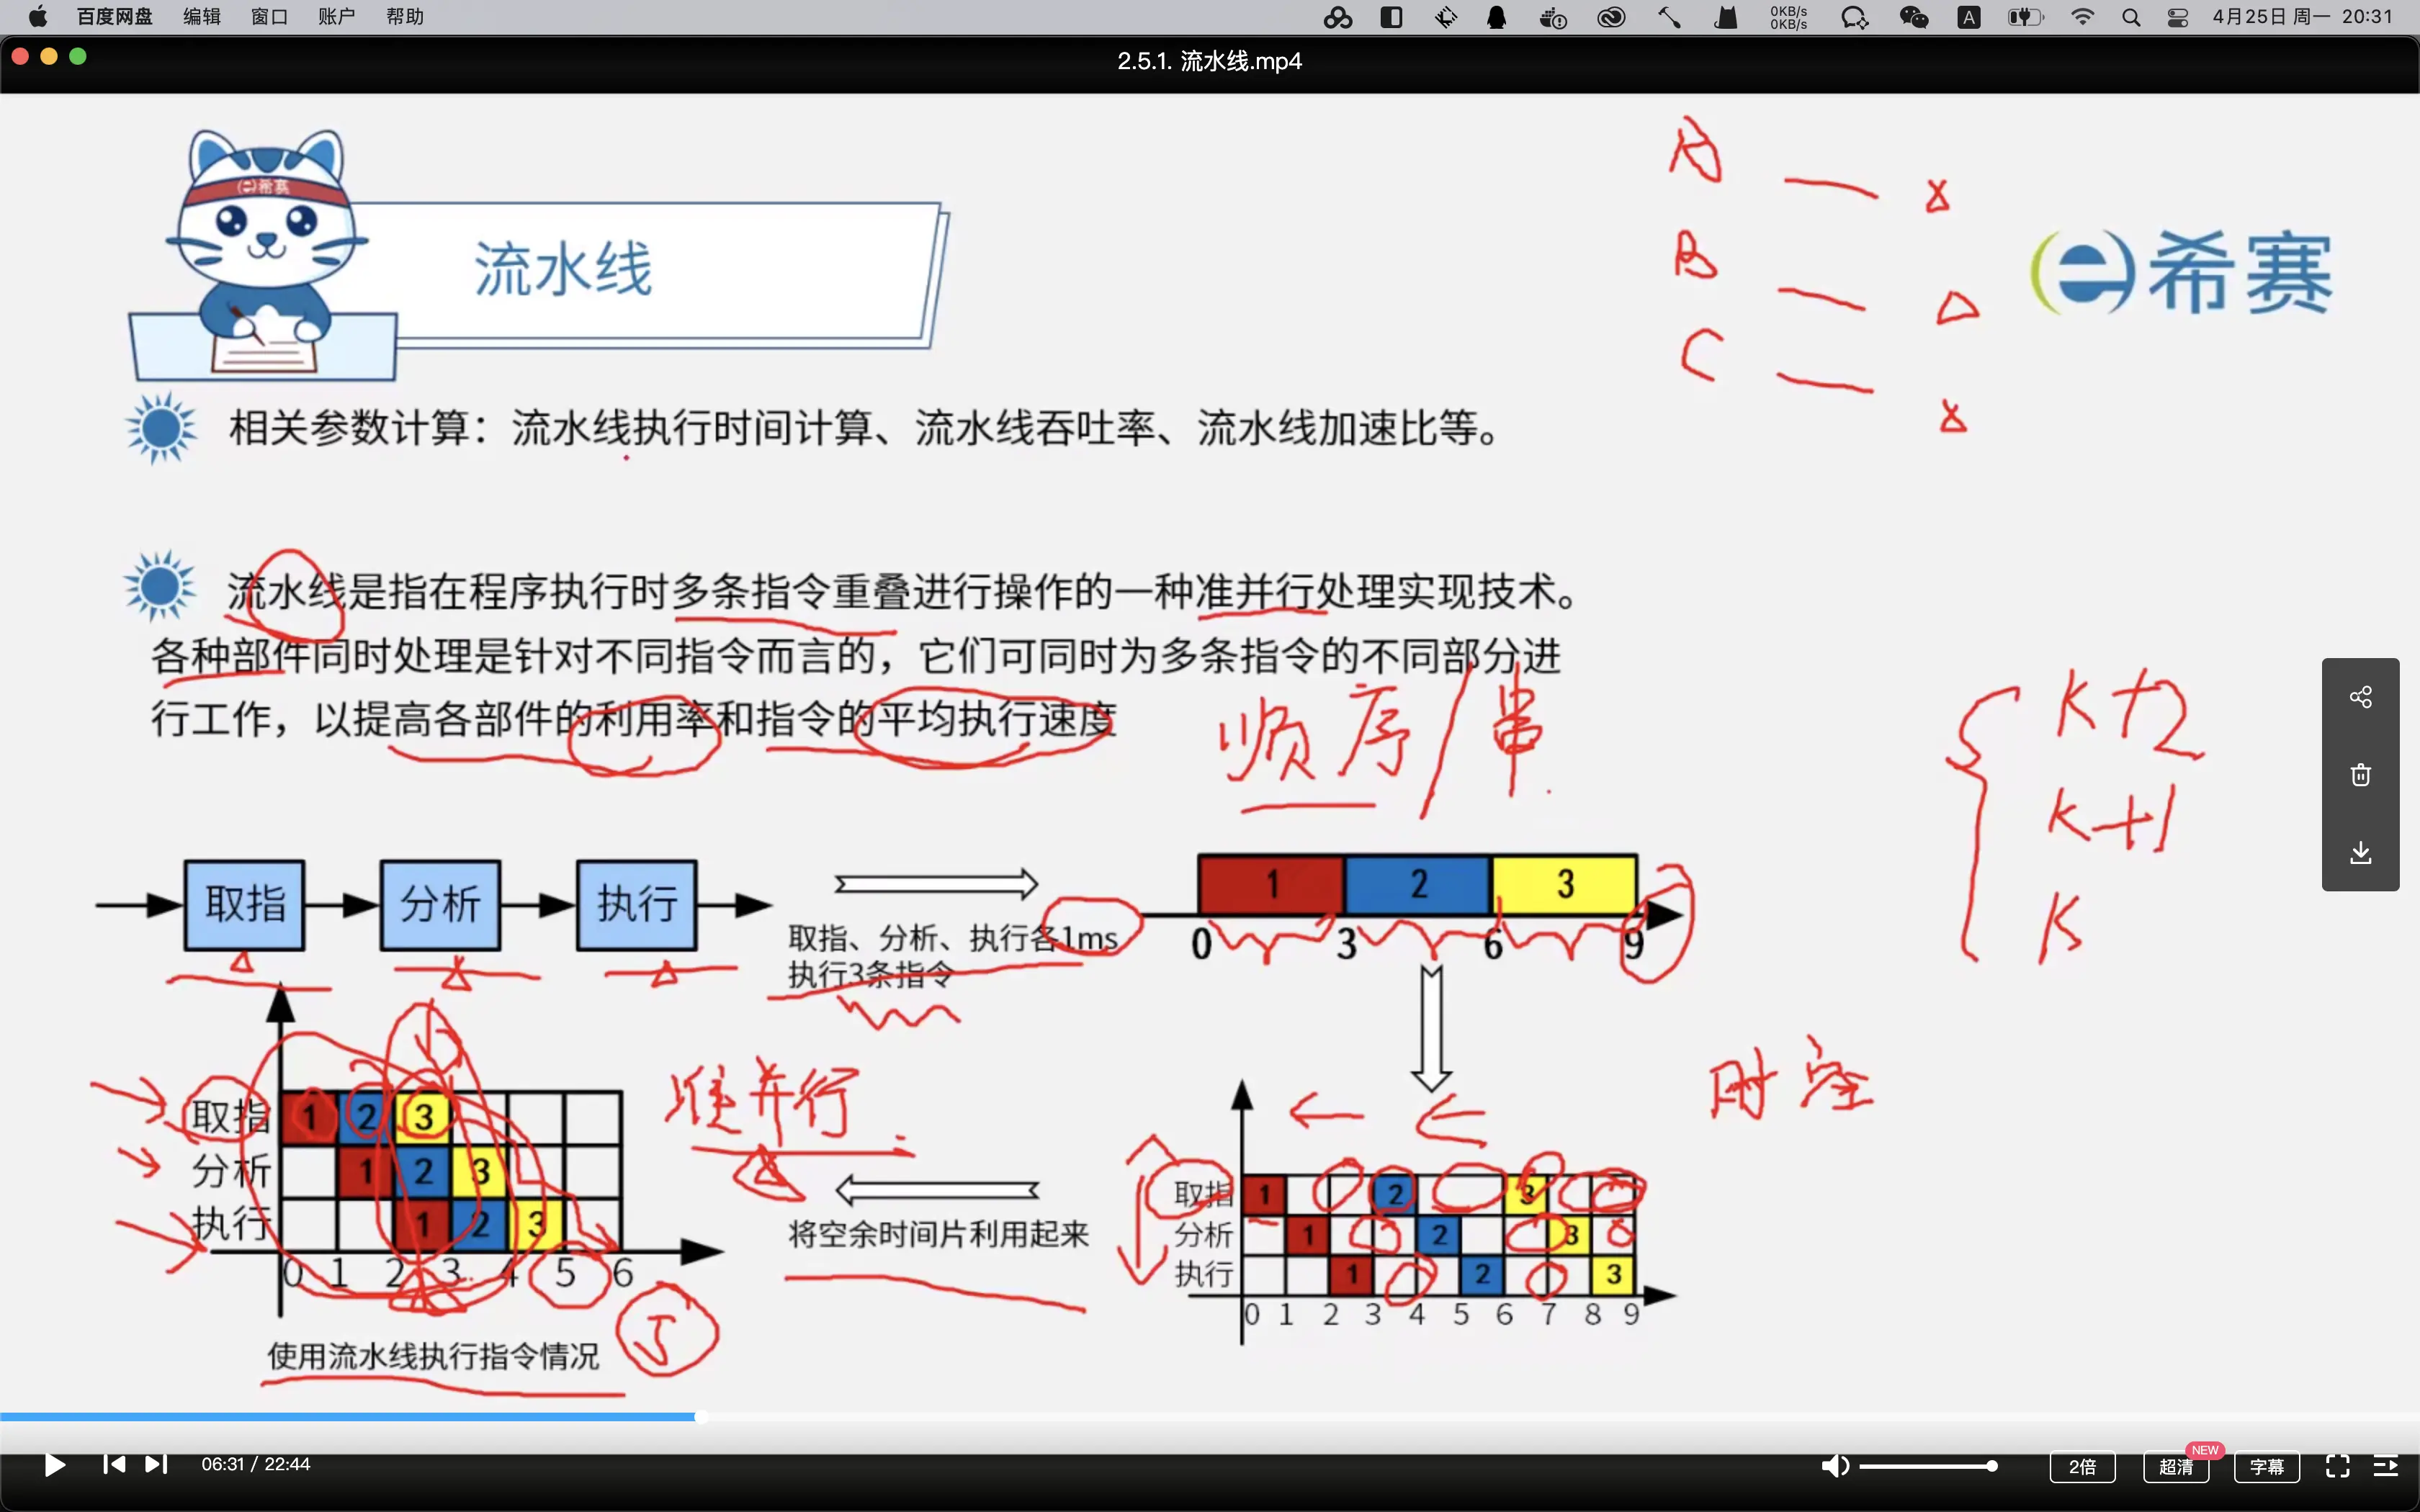 百度网盘 编辑 窗口 账户 帮助 0KB/s 0KB/s A 4月25日 周一 20:31
2.5.1. 流水线.mp4
希赛
流水线
A
B
C
希赛
相关参数计算：流水线执行时间计算、流水线吞吐率、流水线加速比等。
流水线是指在程序执行时多条指令重叠进行操作的一种准并行处理实现技术。
各种部件同时处理是针对不同指令而言的，它们可同时为多条指令的不同部分进
行工作，以提高各部件的利用率和指令的平均执行速度
顺序/串
K+2
K+1
K
取指 分析 执行
取指、分析、执行各1ms
执行3条指令
1 2 3
0 3 6 9
时空
准并行
取指 1 2 3
分析 1 2 3
执行 1 2 3
0 1 2 3 4 5 6
5
使用流水线执行指令情况
将空余时间片利用起来
取指 1 2 3
分析 1 2 3
执行 1 2 3
0 1 2 3 4 5 6 7 8 9
06:31 / 22:44 2倍 超清 NEW 字幕